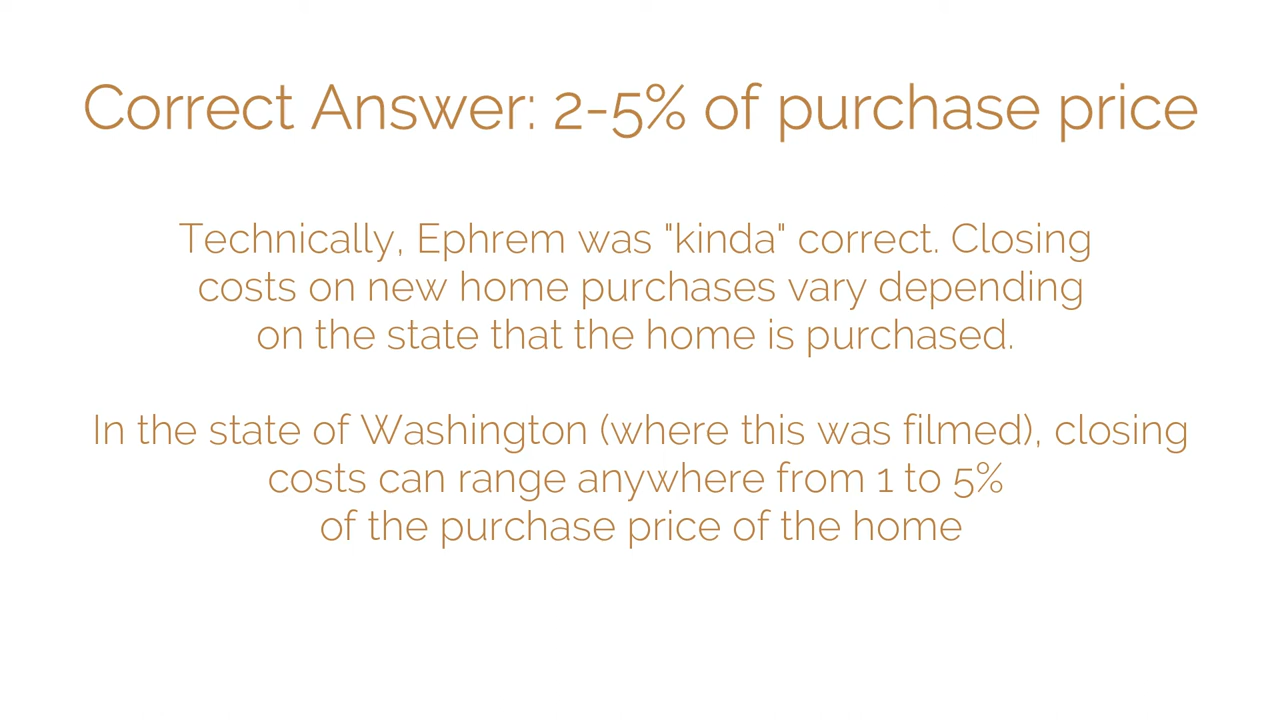 Correct Answer: 2-5% of purchase price
Technically, Ephrem was "kinda" correct. Closing
costs on new home purchases vary depending
on the state that the home is purchased.
In the state of Washington (where this was filmed), closing
costs can range anywhere from 1 to 5%
of the purchase price of the home